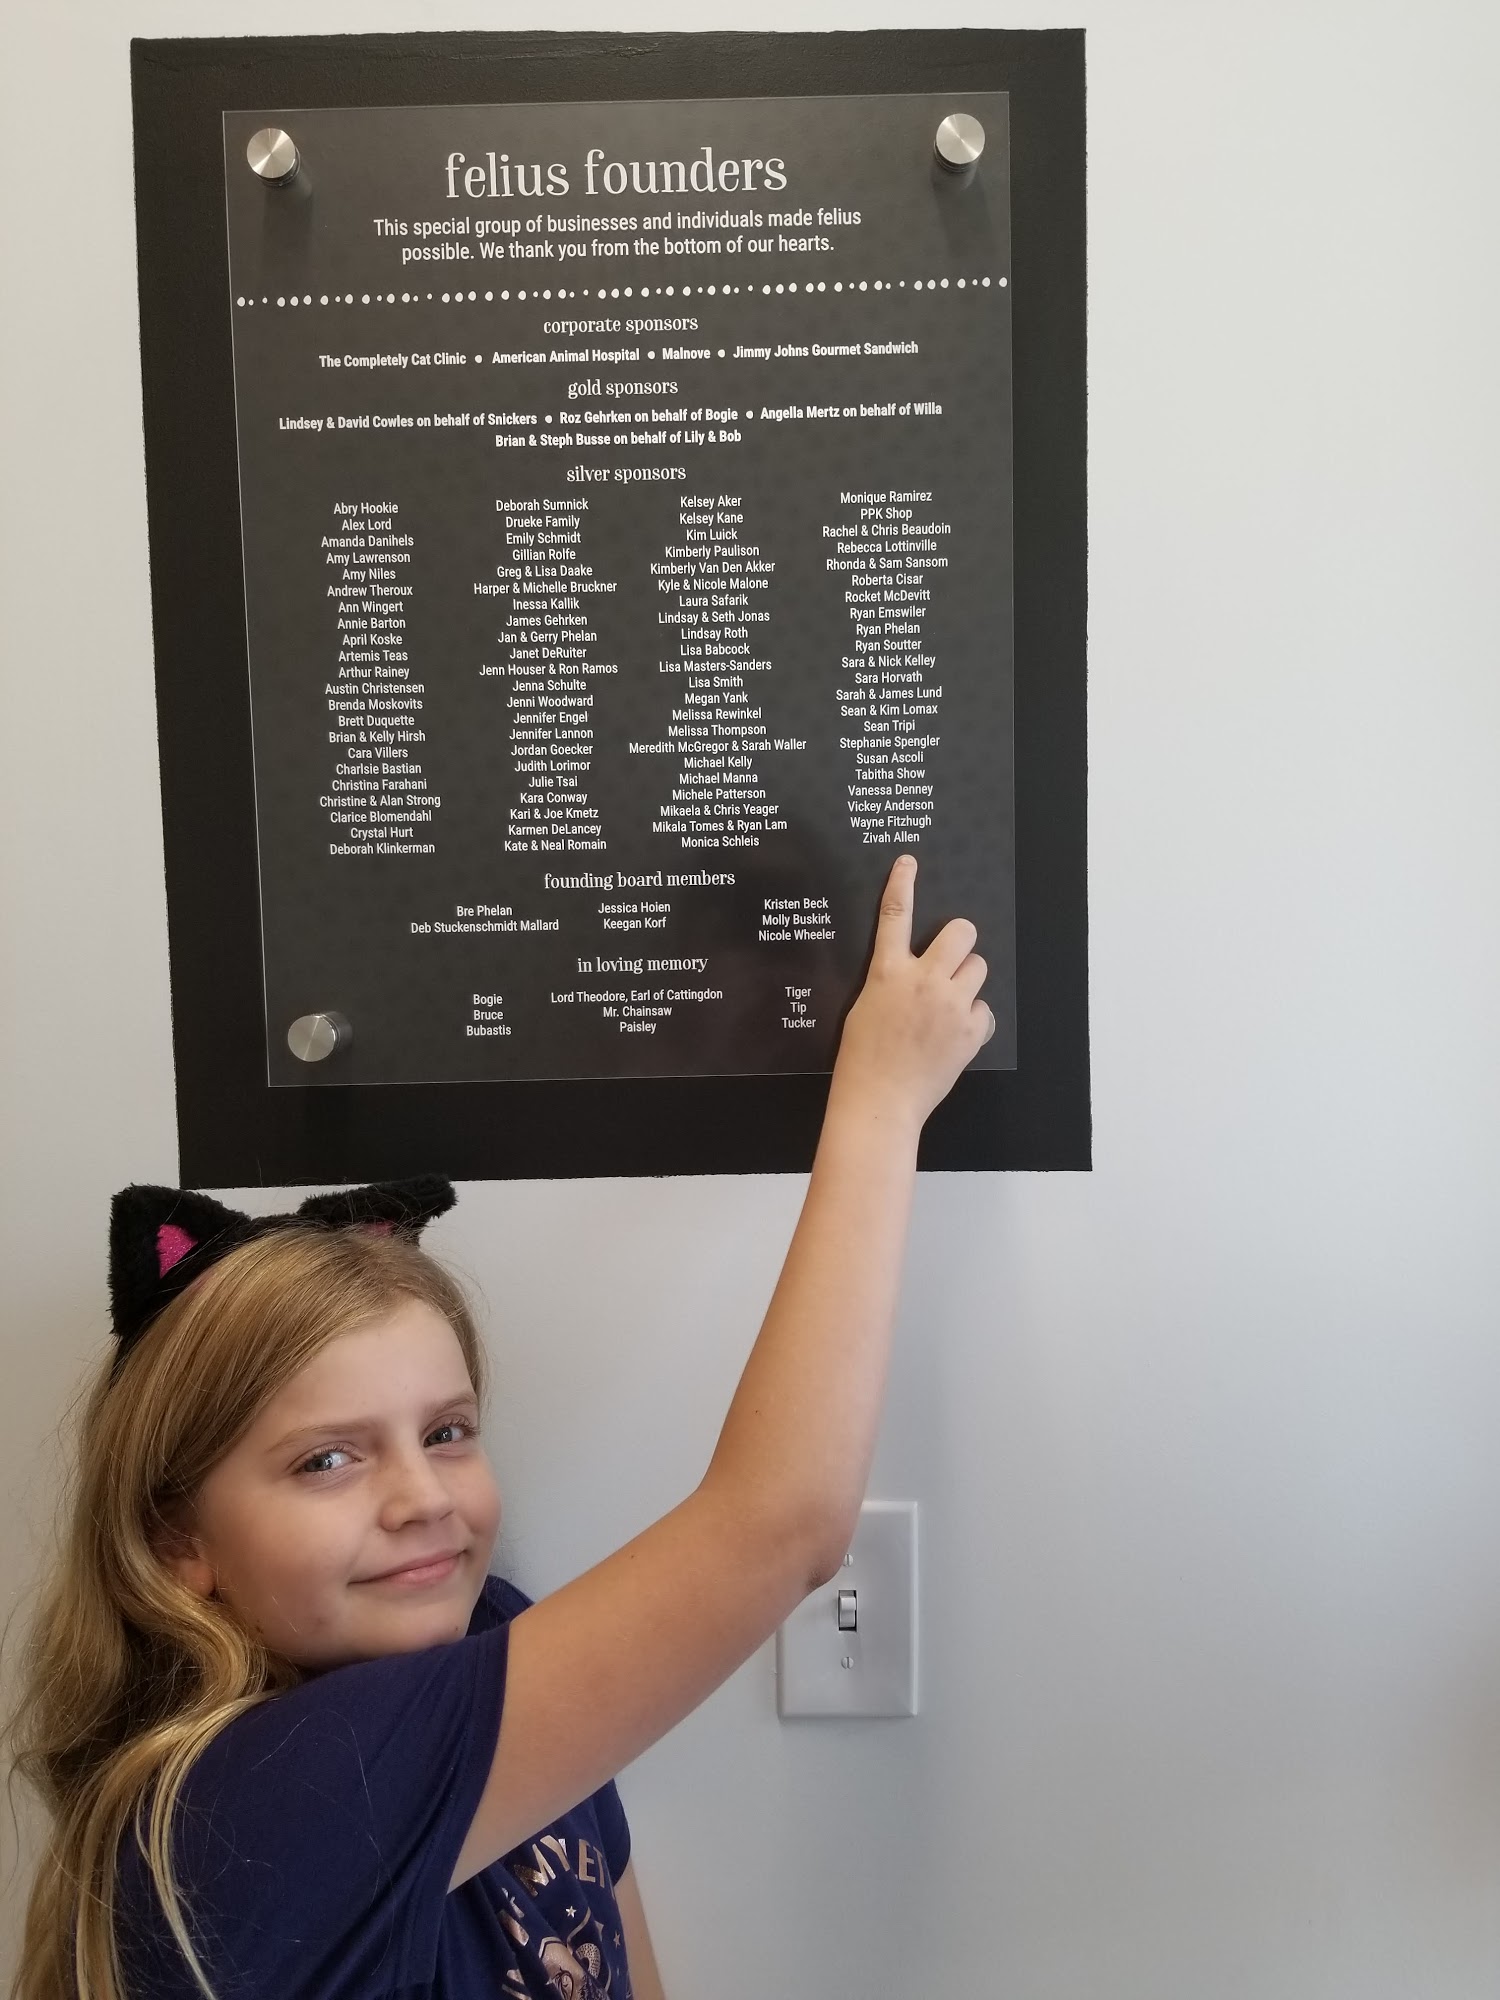 felius founders
This special group of businesses and individuals made felius
possible. We thank you from the bottom of our hearts.
corporate sponsors
The Completely Cat Clinic • American Animal Hospital • Malnove • Jimmy Johns Gourmet Sandwich
gold sponsors
Lindsey & David Cowles on behalf of Snickers • Roz Gehrken on behalf of Bogie • Angella Mertz on behalf of Willa
Brian & Steph Busse on behalf of Lily & Bob
silver sponsors
Abry Hookie
Alex Lord
Amanda Danihels
Amy Lawrenson
Amy Niles
Andrew Theroux
Ann Wingert
Annie Barton
April Koske
Artemis Teas
Arthur Rainey
Austin Christensen
Brenda Moskovits
Brett Duquette
Brian & Kelly Hirsh
Cara Villers
Charlsie Bastian
Christina Farahani
Christine & Alan Strong
Clarice Blomendahl
Crystal Hurt
Deborah Klinkerman
Deborah Sumnick
Drueke Family
Emily Schmidt
Gillian Rolfe
Greg & Lisa Daake
Harper & Michelle Bruckner
Inessa Kallik
James Gehrken
Jan & Gerry Phelan
Janet DeRuiter
Jenn Houser & Ron Ramos
Jenna Schulte
Jenni Woodward
Jennifer Engel
Jennifer Lannon
Jordan Goecker
Judith Lorimor
Julie Tsai
Kara Conway
Kari & Joe Kmetz
Karmen DeLancey
Kate & Neal Romain
Kelsey Aker
Kelsey Kane
Kim Luick
Kimberly Paulison
Kimberly Van Den Akker
Kyle & Nicole Malone
Laura Safarik
Lindsay & Seth Jonas
Lindsay Roth
Lisa Babcock
Lisa Masters-Sanders
Lisa Smith
Megan Yank
Melissa Rewinkel
Melissa Thompson
Meredith McGregor & Sarah Waller
Michael Kelly
Michael Manna
Michele Patterson
Mikaela & Chris Yeager
Mikala Tomes & Ryan Lam
Monica Schleis
Monique Ramirez
PPK Shop
Rachel & Chris Beaudoin
Rebecca Lottinville
Rhonda & Sam Sansom
Roberta Cisar
Rocket McDevitt
Ryan Emswiler
Ryan Phelan
Ryan Soutter
Sara & Nick Kelley
Sara Horvath
Sarah & James Lund
Sean & Kim Lomax
Sean Tripi
Stephanie Spengler
Susan Ascoli
Tabitha Show
Vanessa Denney
Vickey Anderson
Wayne Fitzhugh
Zivah Allen
founding board members
Bre Phelan
Deb Stuckenschmidt Mallard
Jessica Hoien
Keegan Korf
Kristen Beck
Molly Buskirk
Nicole Wheeler
in loving memory
Bogie
Bruce
Bubastis
Lord Theodore, Earl of Cattingdon
Mr. Chainsaw
Paisley
Tiger
Tip
Tucker